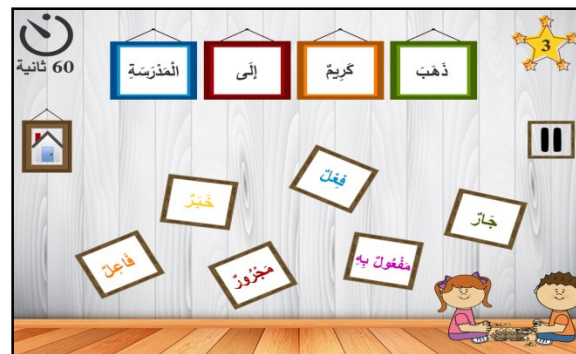 3
60 ثانية
ذَهَبَ كَرِيمٌ إِلَى الْمَدْرَسَةِ
فِعْلٌ
خَبَرٌ
جَارٌ
مَفْعُولٌ بِهِ
مَجْرُورٌ
فَاعِلٌ